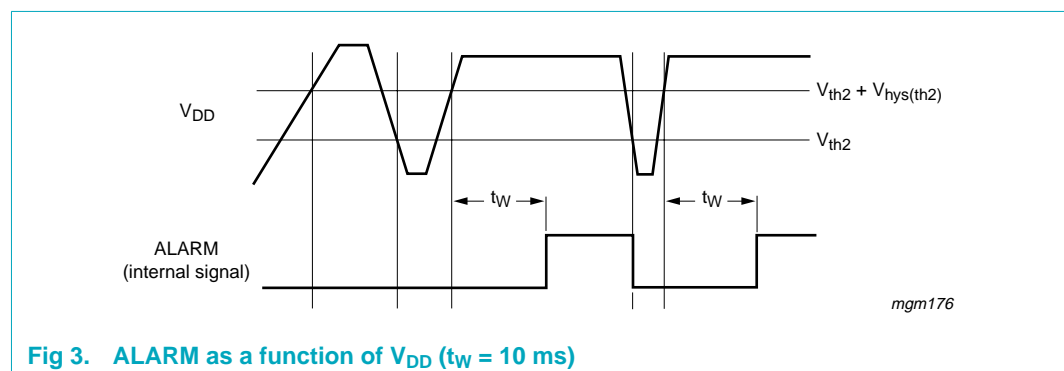 V_DD
V_th2 + V_hys(th2)
V_th2
t_W
t_W
ALARM
(internal signal)
mgm176
Fig 3. ALARM as a function of V_DD (t_W = 10 ms)